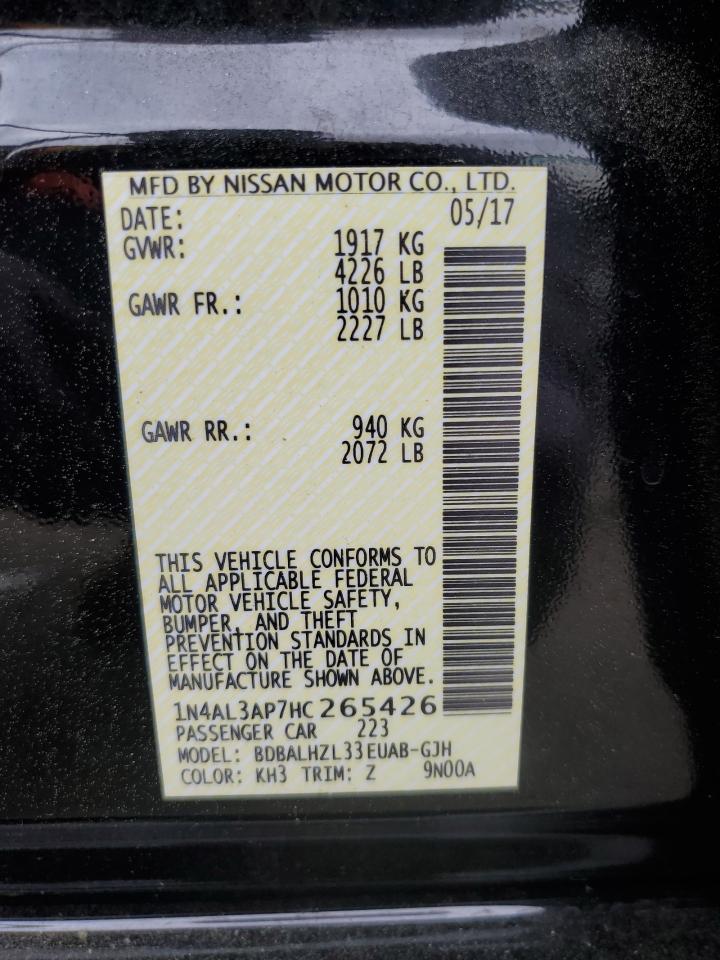 MFD BY NISSAN MOTOR CO., LTD.
DATE: 05/17
GVWR: 1917 KG
4226 LB
GAWR FR.: 1010 KG
2227 LB
GAWR RR.: 940 KG
2072 LB
THIS VEHICLE CONFORMS TO
ALL APPLICABLE FEDERAL
MOTOR VEHICLE SAFETY,
BUMPER, AND THEFT
PREVENTION STANDARDS IN
EFFECT ON THE DATE OF
MANUFACTURE SHOWN ABOVE.
1N4AL3AP7HC265426
PASSENGER CAR 223
MODEL: BDBALHZL33EUAB-GJH
COLOR: KH3 TRIM: Z 9N00A